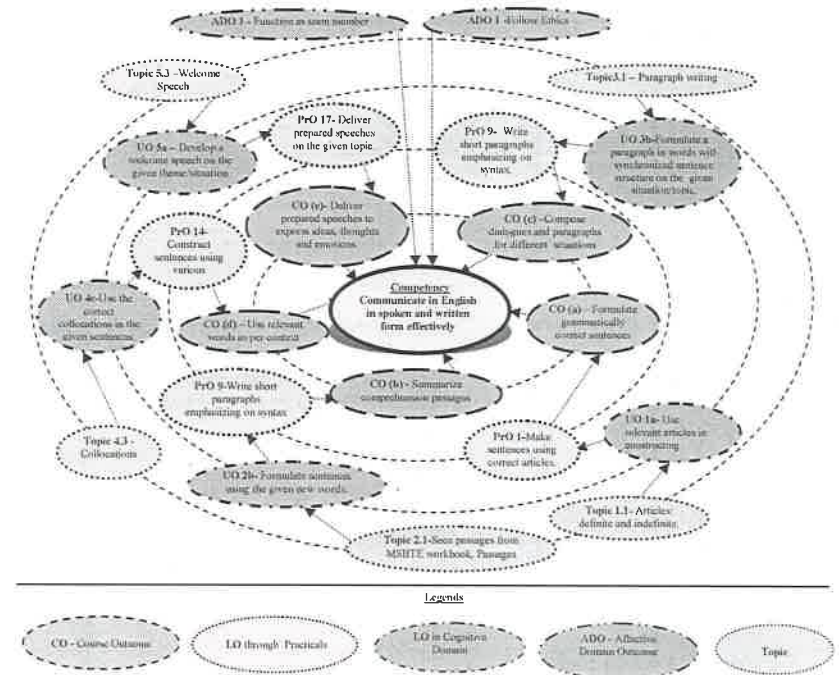 ADO 3 - Function as team member
ADO 1 -Follow Ethics
Topic 5.3 –Welcome
Speech
Topic3.1 – Paragraph writing
PrO 17- Deliver
prepared speeches
on the given topic
PrO 9- Write
short paragraphs
emphasizing on
syntax.
UO 5a – Develop a
welcome speech on the
given theme/situation
UO 3b-Formulate a
paragraph in words with
synchronized sentence
structure on the given
situation/topic.
CO (e)- Deliver
prepared speeches to
express ideas, thoughts
and emotions
CO (c) –Compose
dialogues and paragraphs
for different situations
PrO 14-
Construct
sentences using
various
Competency
Communicate in English
in spoken and written
form effectively
UO 4c-Use the
correct
collocations in the
given sentences
CO (d) – Use relevant
words as per context
CO (a) – Formulate
grammatically
correct sentences
CO (b) - Summarize
comprehension passages
PrO 9-Write short
paragraphs
emphasizing on syntax
UO 1a- Use
relevant articles in
constructing
PrO 1-Make
sentences using
correct articles.
Topic 4.3 -
Collocations
UO 2b- Formulate sentences
using the given new words.
Topic 1.1- Articles:
definite and indefinite.
Topic 2.1-Seen passages from
MSBTE workbook, Passages
Legends
CO - Course Outcome
LO through Practicals
LO in Cognitive
Domain
ADO - Affective
Domain Outcome
Topic